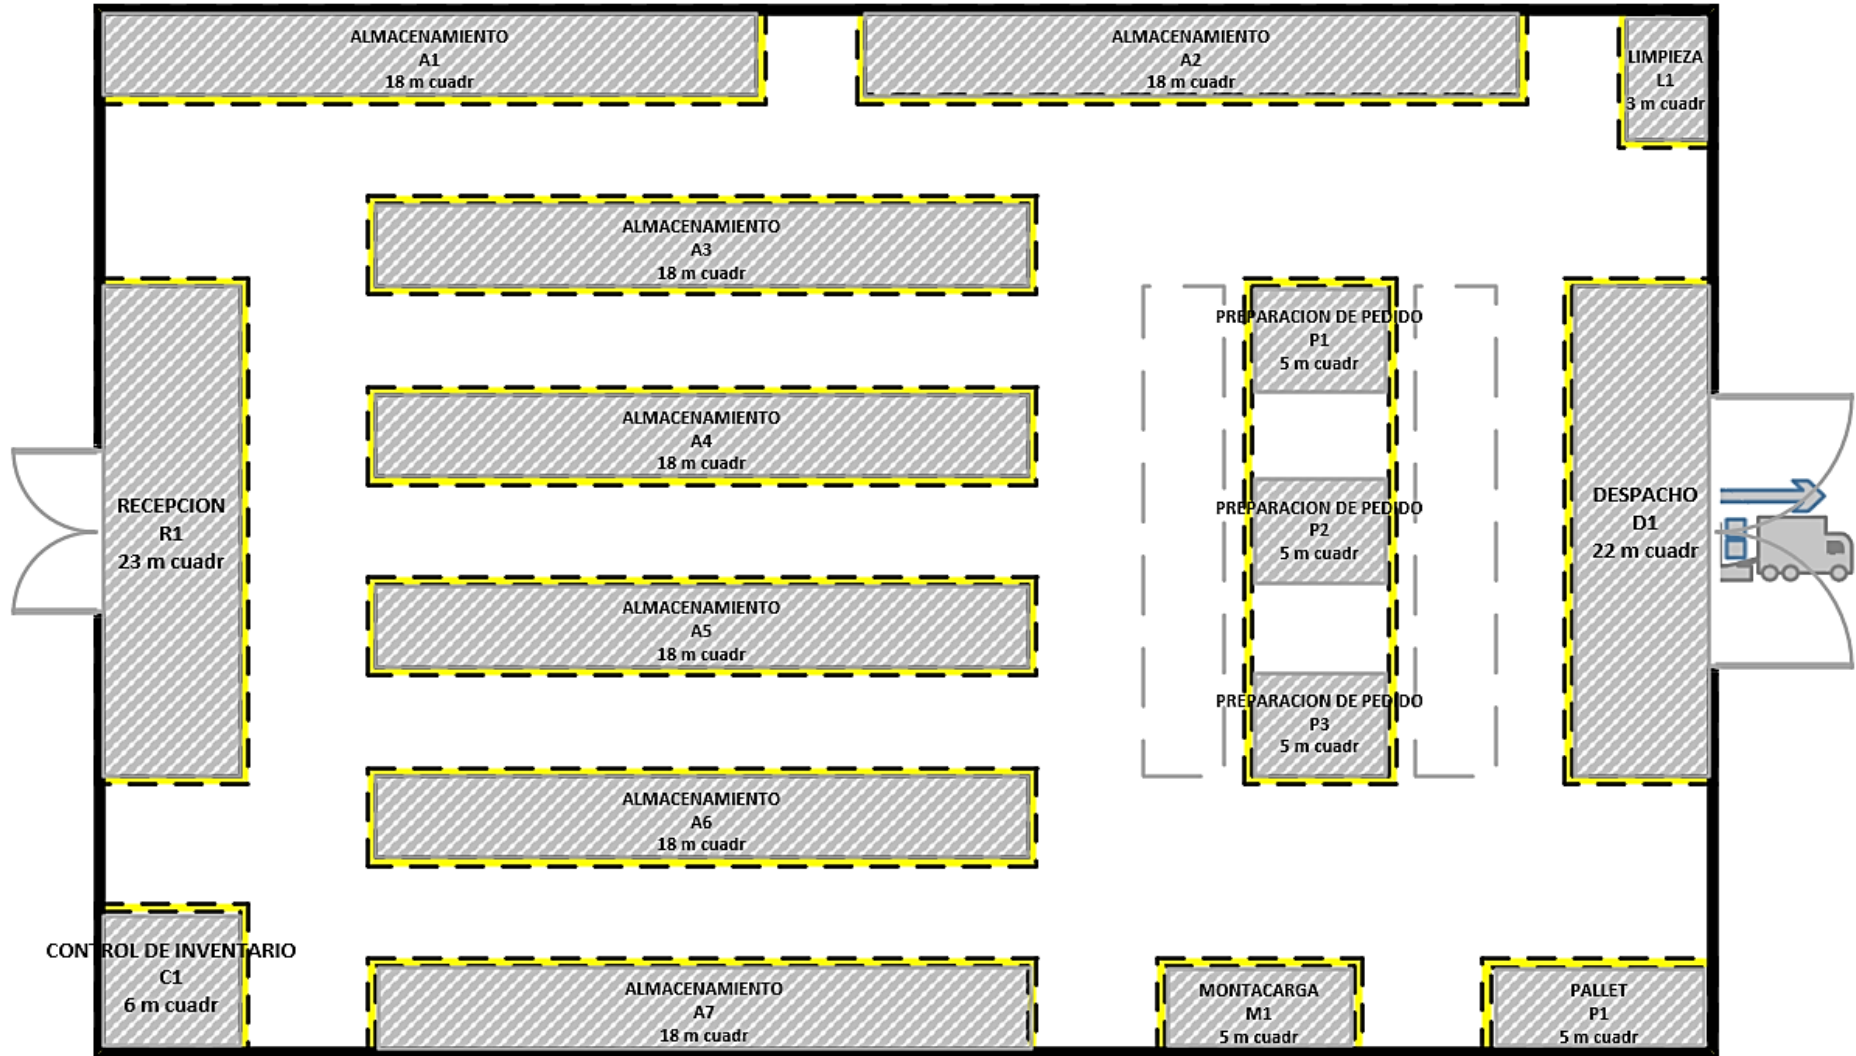 ALMACENAMIENTO
A1
18 m cuadr
ALMACENAMIENTO
A2
18 m cuadr
LIMPIEZA
L1
3 m cuadr
ALMACENAMIENTO
A3
18 m cuadr
PREPARACION DE PEDIDO
P1
5 m cuadr
ALMACENAMIENTO
A4
18 m cuadr
RECEPCION
R1
23 m cuadr
PREPARACION DE PEDIDO
P2
5 m cuadr
DESPACHO
D1
22 m cuadr
ALMACENAMIENTO
A5
18 m cuadr
PREPARACION DE PEDIDO
P3
5 m cuadr
ALMACENAMIENTO
A6
18 m cuadr
CONTROL DE INVENTARIO
C1
6 m cuadr
ALMACENAMIENTO
A7
18 m cuadr
MONTACARGA
M1
5 m cuadr
PALLET
P1
5 m cuadr